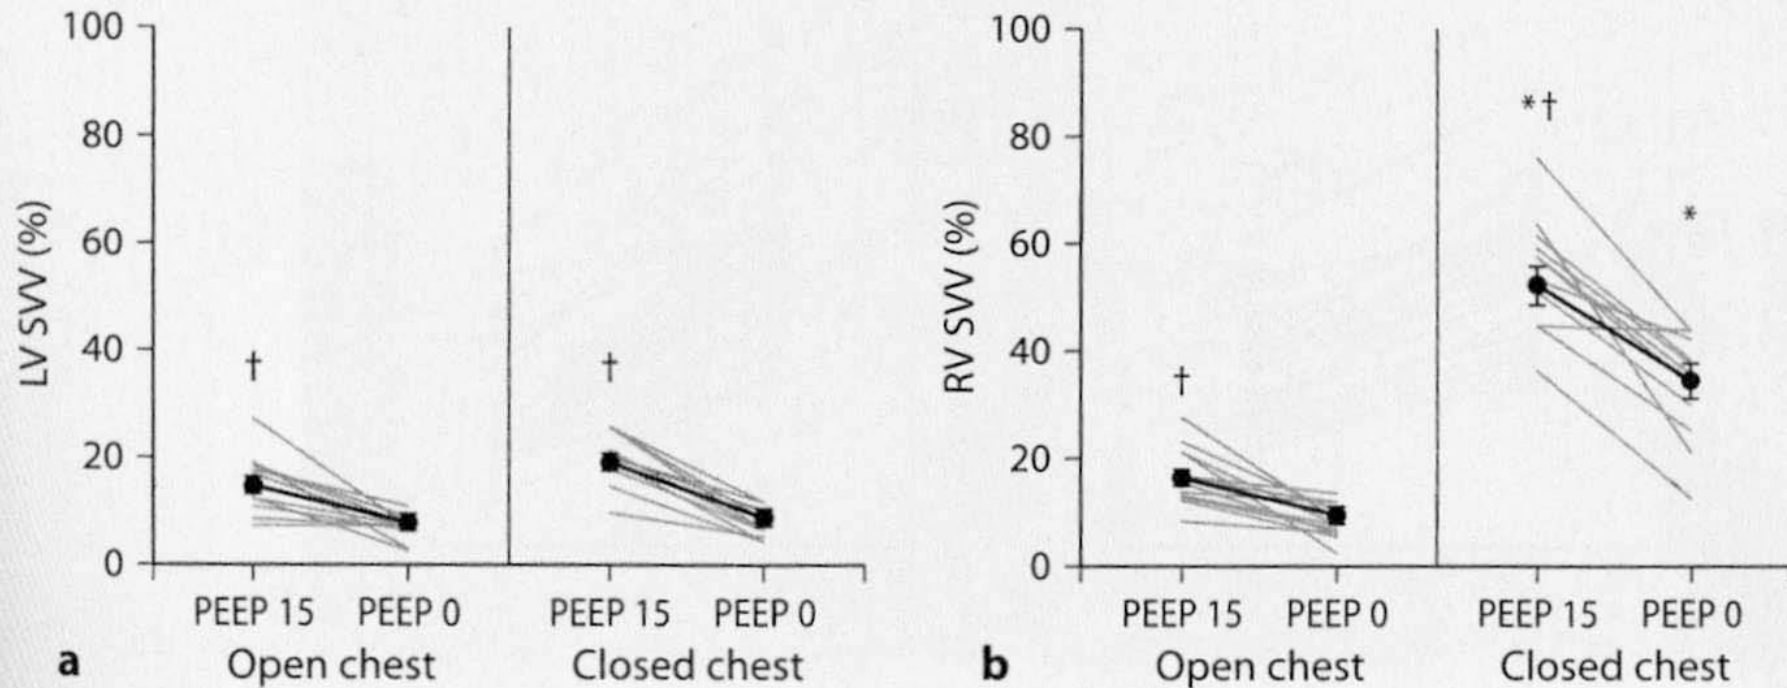 100
80
60
40
20
0
LV SVV (%)
†
†
PEEP 15 PEEP 0 PEEP 15 PEEP 0
a Open chest Closed chest
100
80
60
40
20
0
RV SVV (%)
* †
*
†
PEEP 15 PEEP 0 PEEP 15 PEEP 0
b Open chest Closed chest